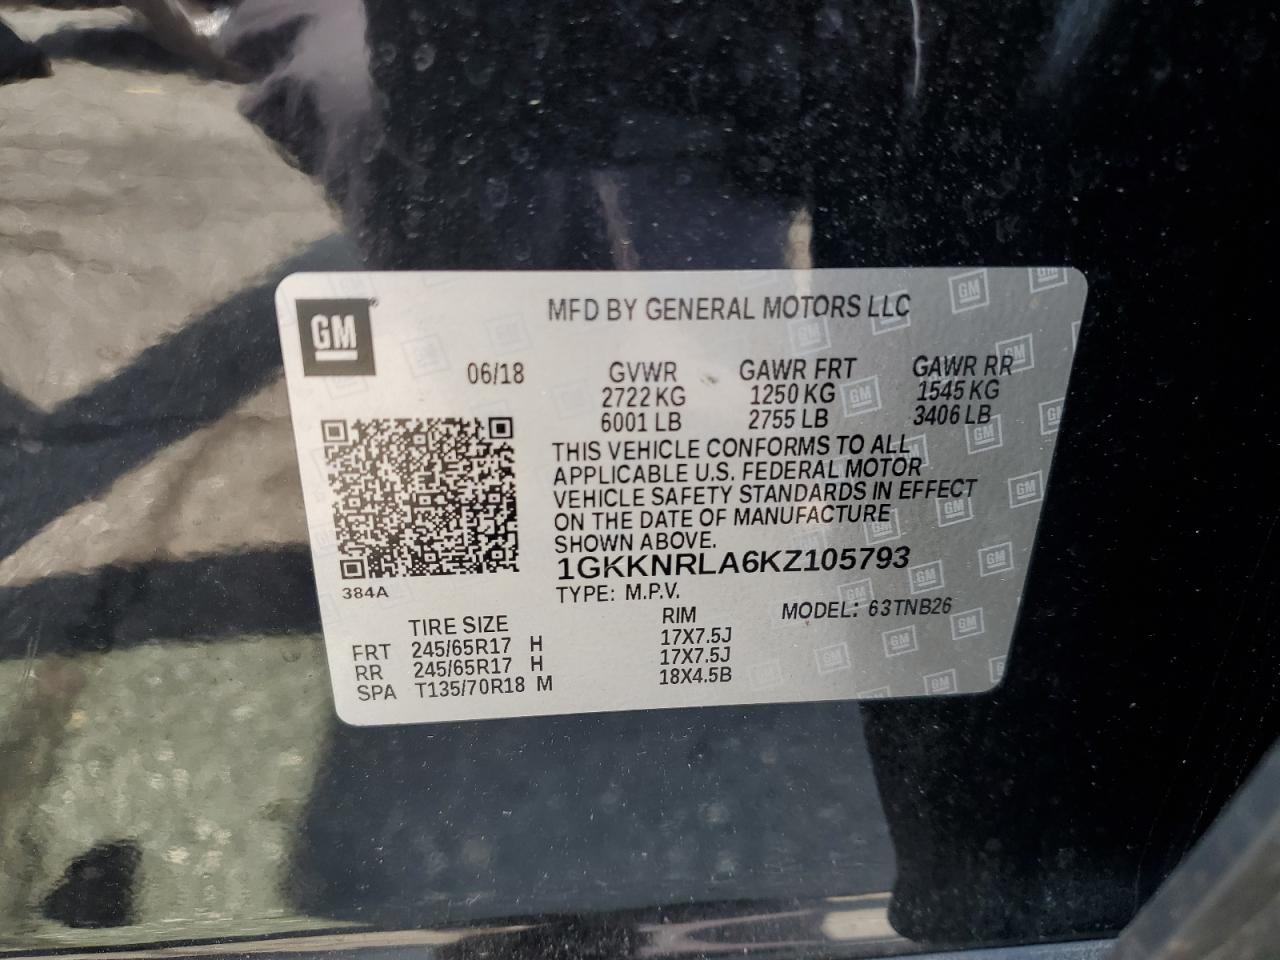 GM
MFD BY GENERAL MOTORS LLC
06/18 GVWR GAWR FRT GAWR RR
2722 KG 1250 KG 1545 KG
6001 LB 2755 LB 3406 LB
THIS VEHICLE CONFORMS TO ALL
APPLICABLE U.S. FEDERAL MOTOR
VEHICLE SAFETY STANDARDS IN EFFECT
ON THE DATE OF MANUFACTURE
SHOWN ABOVE.
1GKKNRLA6KZ105793
384A
TYPE: M.P.V. MODEL: 63TNB26
TIRE SIZE RIM
FRT 245/65R17 H 17X7.5J
RR 245/65R17 H 17X7.5J
SPA T135/70R18 M 18X4.5B